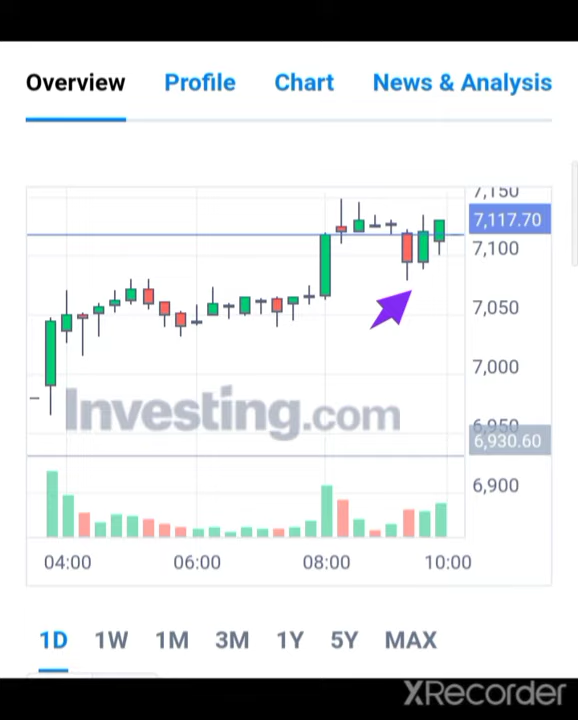 Overview Profile Chart News & Analysis
7,150
7,117.70
7,100
7,050
7,000
Investing.com
6,950
6,930.60
6,900
04:00 06:00 08:00 10:00
1D 1W 1M 3M 1Y 5Y MAX
XRecorder